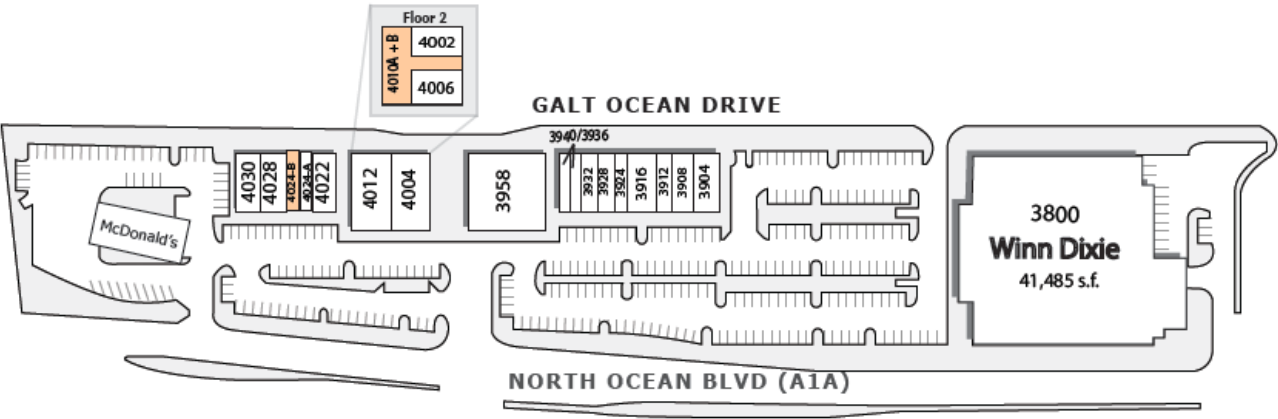 Floor 2
4010A + B
4002
4006
GALT OCEAN DRIVE
3940/3936
4030
4028
4024-B
4024-A
4022
4012
4004
3958
3932
3928
3924
3916
3912
3908
3904
McDonald's
3800
Winn Dixie
41,485 s.f.
NORTH OCEAN BLVD (A1A)